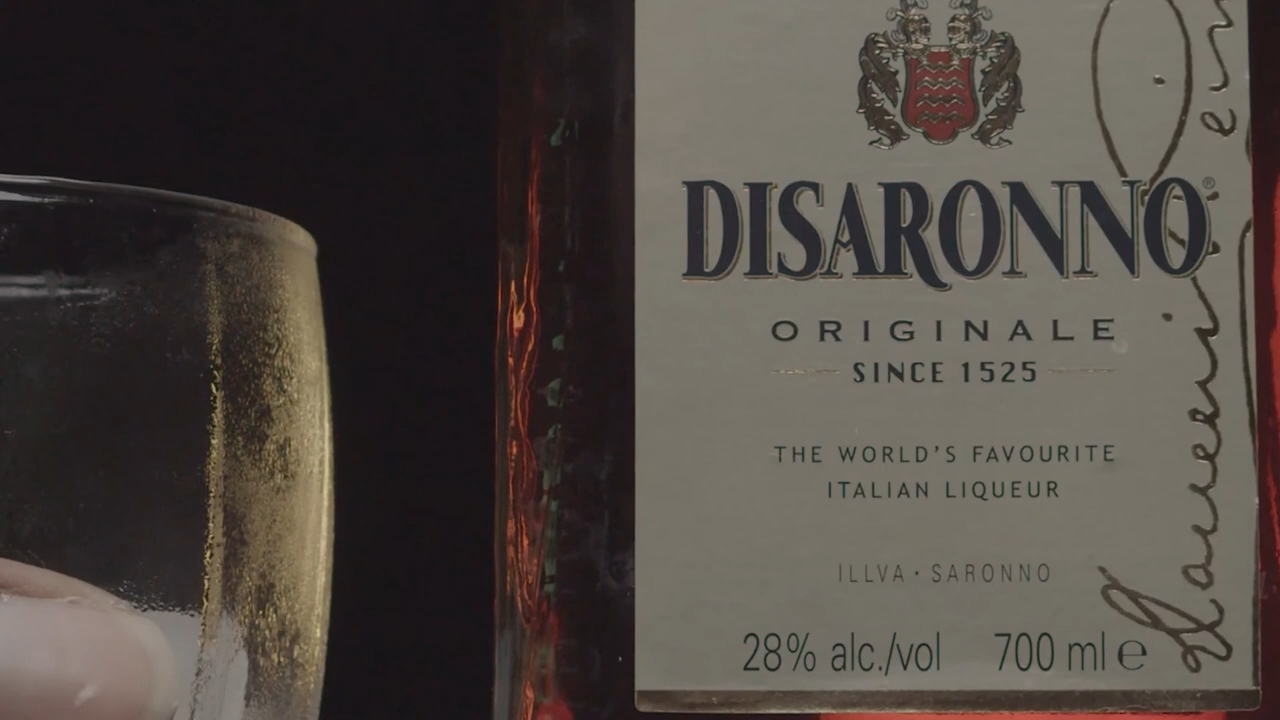 DISARONNO®
ORIGINALE
SINCE 1525
THE WORLD'S FAVOURITE
ITALIAN LIQUEUR
ILLVA • SARONNO
28% alc./vol 700 ml e